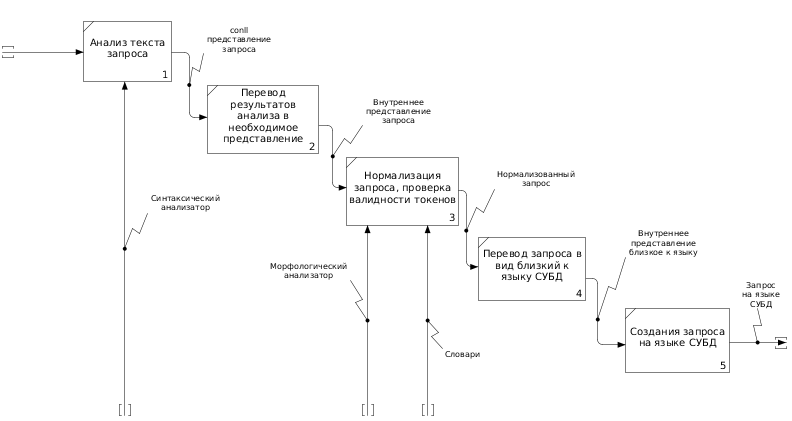 Анализ текста
запроса
1
conll
представление
запроса
Перевод
результатов
анализа в
необходимое
представление
2
Внутреннее
представление
запроса
Нормализация
запроса, проверка
валидности токенов
3
Нормализованный
запрос
Синтаксический
анализатор
Перевод запроса в
вид близкий к
языку СУБД
4
Внутреннее
представление
близкое к языку
Морфологический
анализатор
Словари
Запрос
на языке
СУБД
Создания запроса
на языке СУБД
5